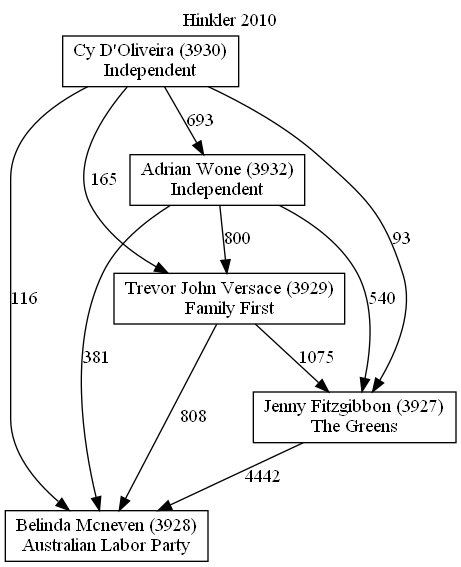 Hinkler 2010
Cy D'Oliveira (3930)
Independent
693
Adrian Wone (3932)
Independent
165
800
93
Trevor John Versace (3929)
Family First
116
540
381
1075
Jenny Fitzgibbon (3927)
The Greens
808
4442
Belinda Mcneven (3928)
Australian Labor Party